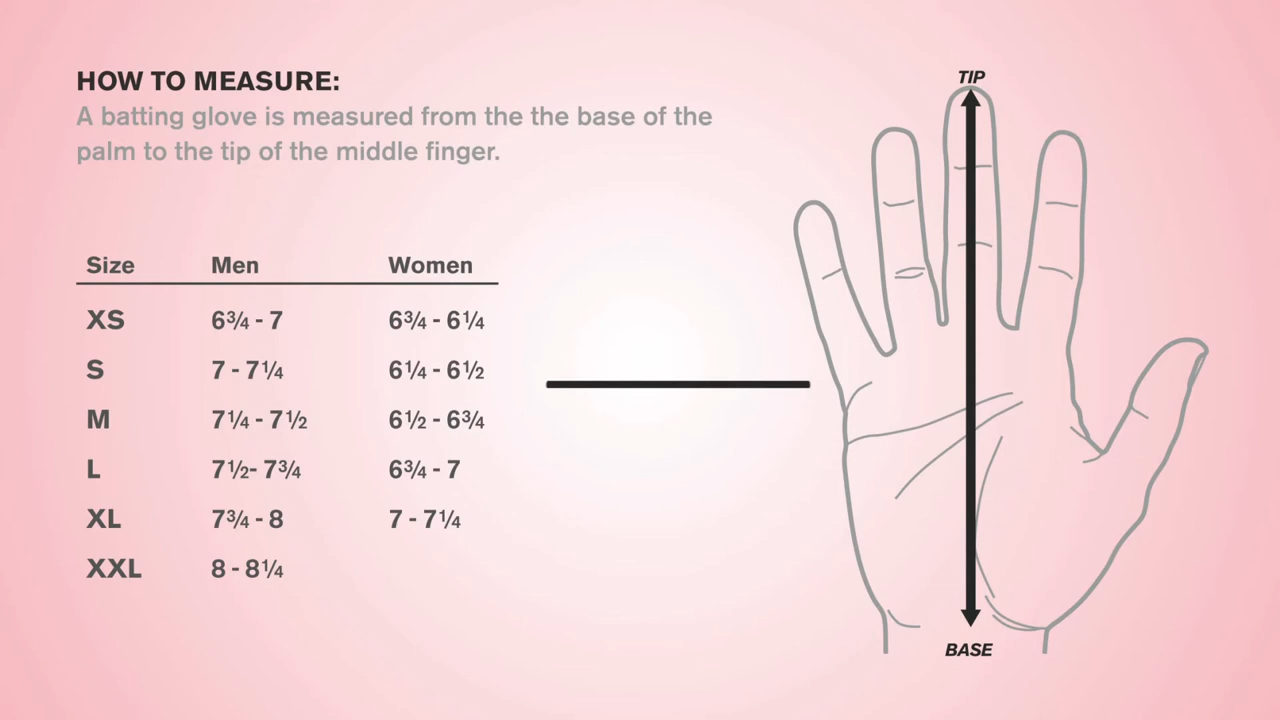 HOW TO MEASURE:
A batting glove is measured from the the base of the
palm to the tip of the middle finger.
Size Men Women
XS 6¾ - 7 6¾ - 6¼
S 7 - 7¼ 6¼ - 6½
M 7¼ - 7½ 6½ - 6¾
L 7½- 7¾ 6¾ - 7
XL 7¾ - 8 7 - 7¼
XXL 8 - 8¼
TIP
BASE